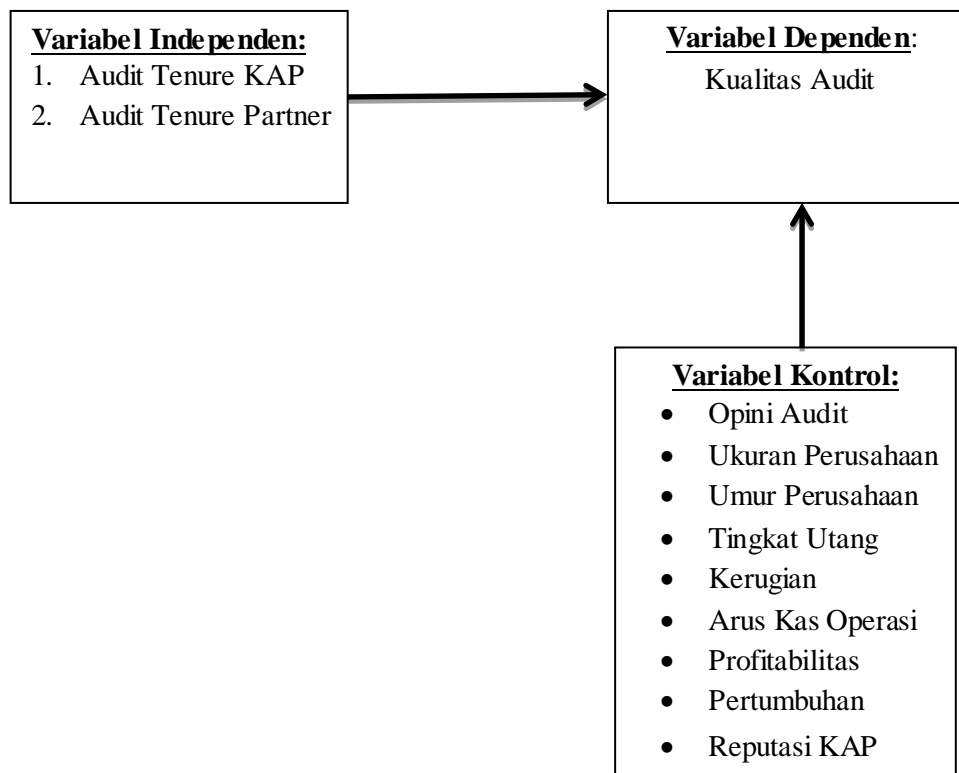 Variabel Independen:
1. Audit Tenure KAP
2. Audit Tenure Partner
Variabel Dependen:
Kualitas Audit
Variabel Kontrol:
• Opini Audit
• Ukuran Perusahaan
• Umur Perusahaan
• Tingkat Utang
• Kerugian
• Arus Kas Operasi
• Profitabilitas
• Pertumbuhan
• Reputasi KAP